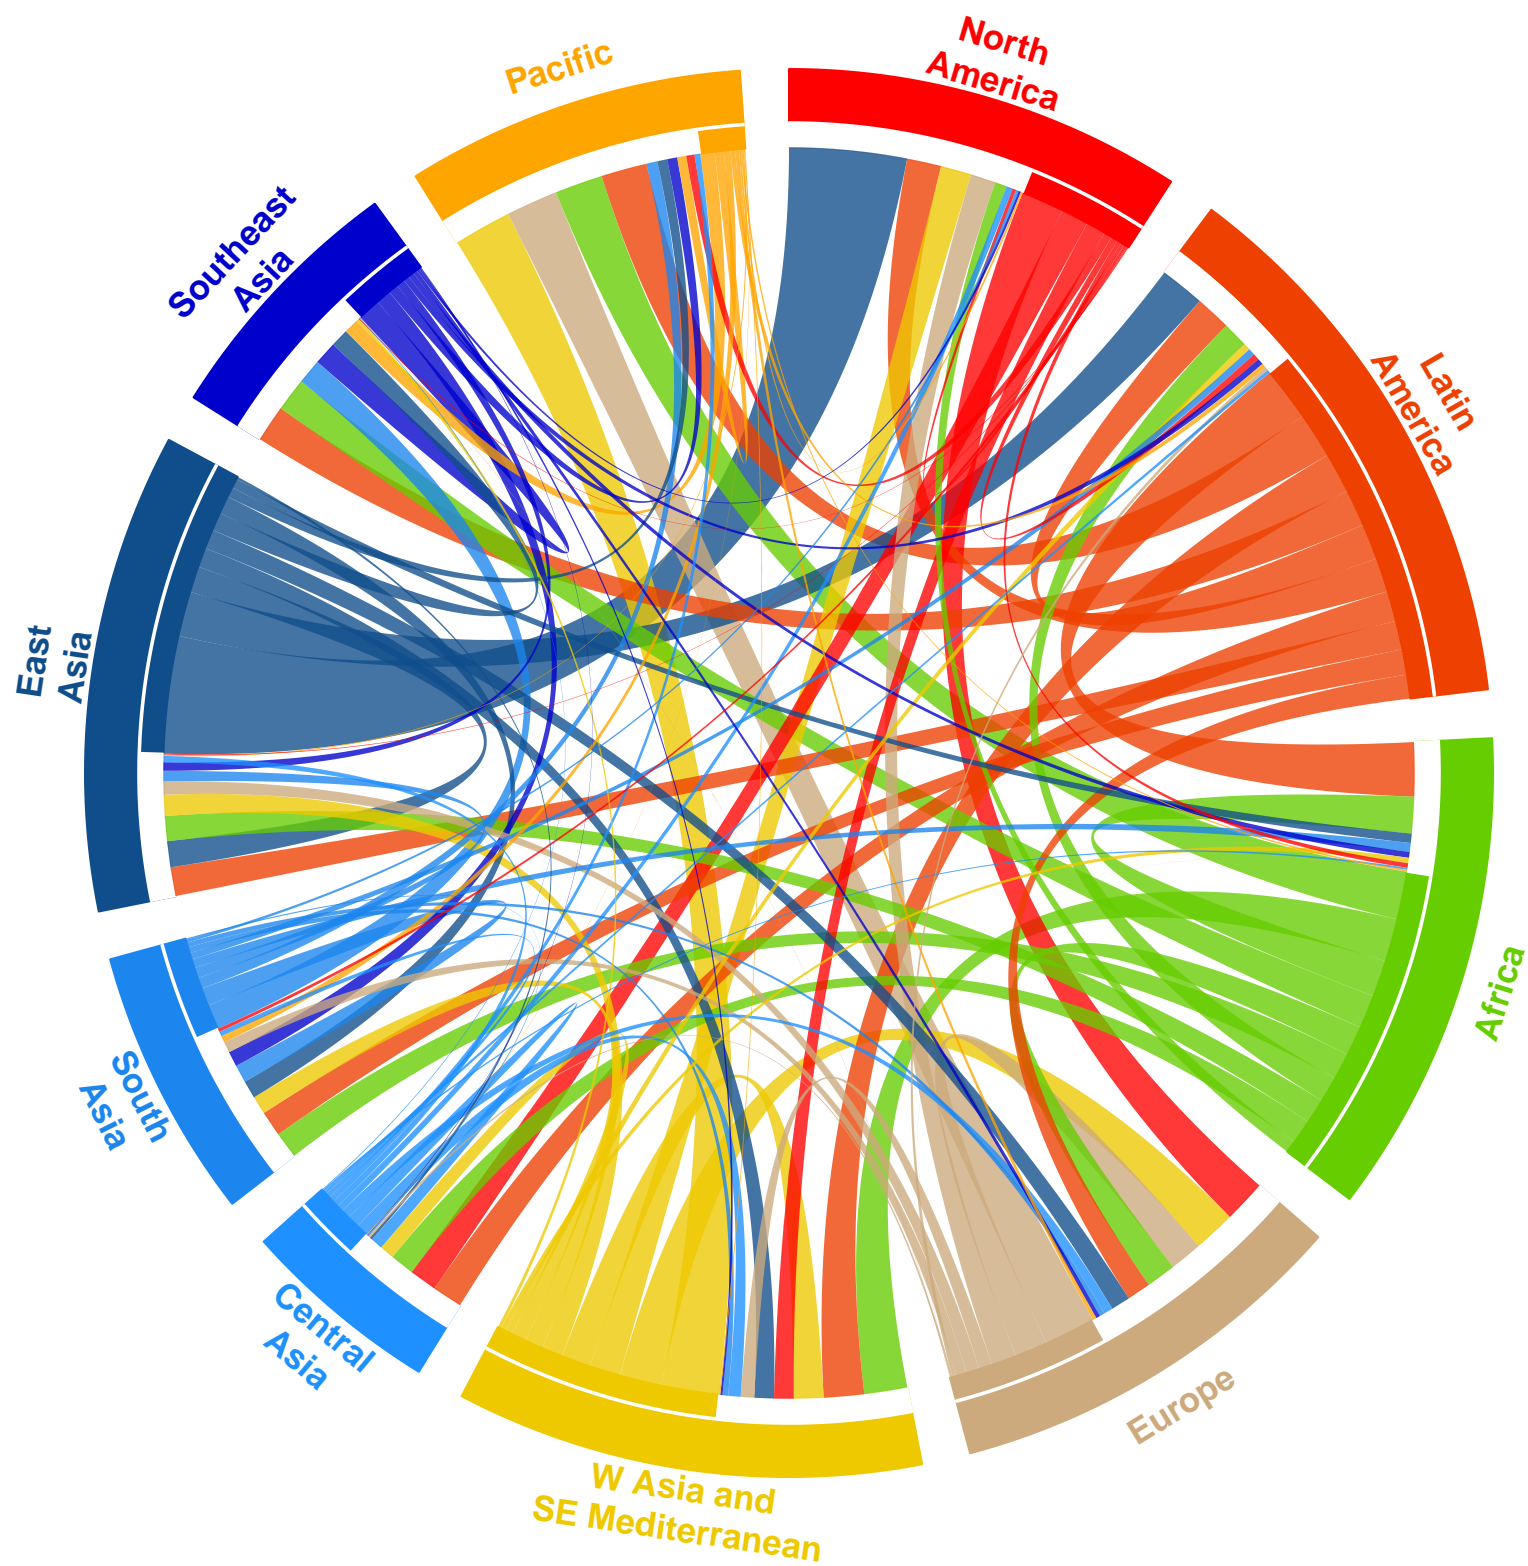 North
America
Latin
America
Africa
Europe
W Asia and
SE Mediterranean
Central
Asia
South
Asia
East
Asia
Southeast
Asia
Pacific